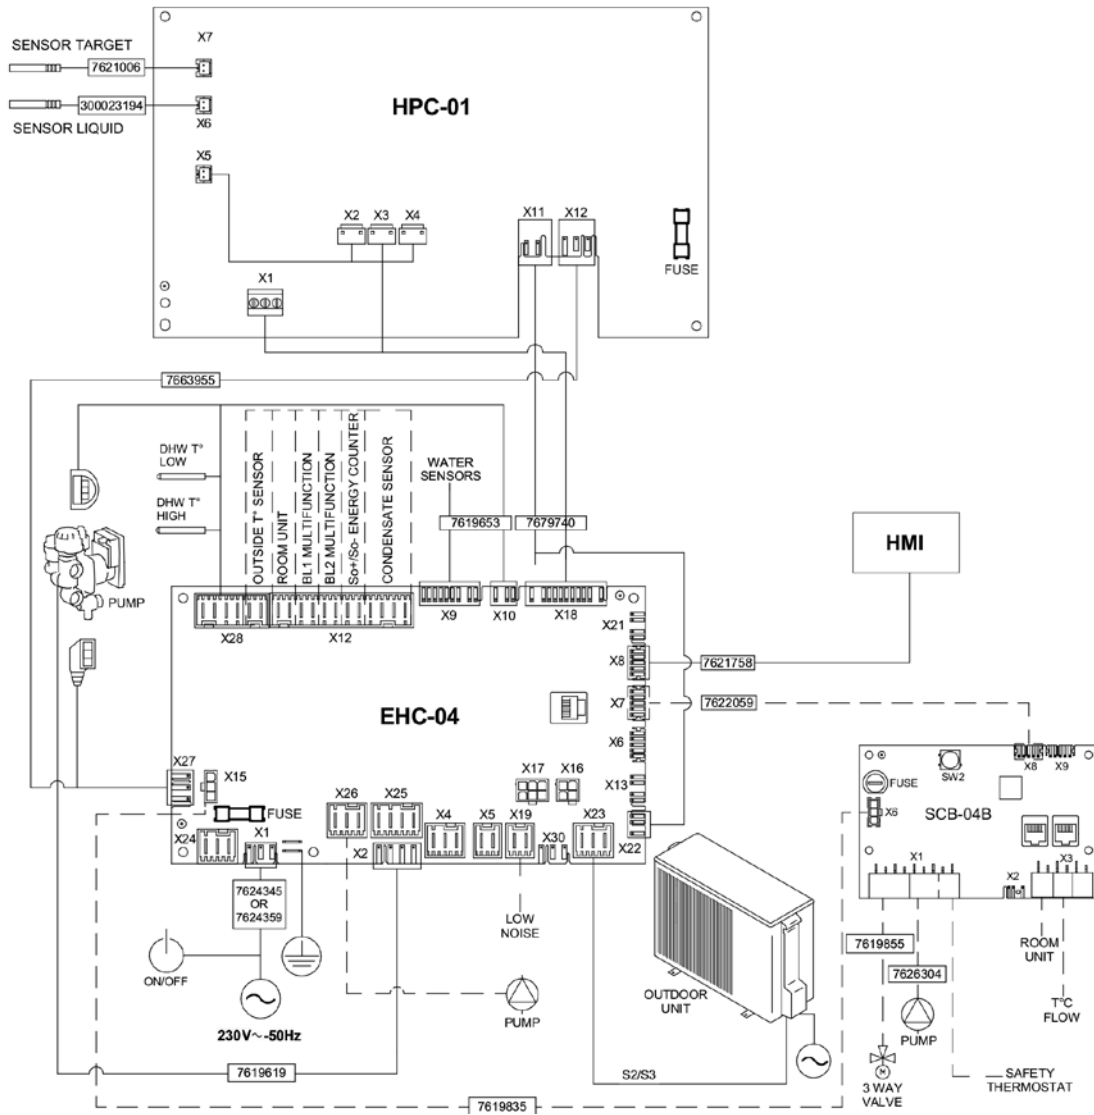 SENSOR TARGET
7621006
X7
300023194
SENSOR LIQUID
X6
HPC-01
X5
X2
X3
X4
X11
X12
FUSE
X1
7663955
DHW T°
LOW
DHW T°
HIGH
OUTSIDE T° SENSOR
ROOM UNIT
BL1 MULTIFUNCTION
BL2 MULTIFUNCTION
So+/So- ENERGY COUNTER
CONDENSATE SENSOR
WATER
SENSORS
7619653
7679740
HMI
PUMP
X28
X12
X9
X10
X18
X21
X8
7621758
EHC-04
X7
7622059
X6
X8
X9
SW2
FUSE
X6
SCB-04B
X27
X15
FUSE
X17
X16
X13
X26
X25
X24
X1
X2
X4
X5
X19
X30
X23
X22
X1
X2
X3
7624345
OR
7624359
LOW
NOISE
ON/OFF
230V~-50Hz
PUMP
OUTDOOR
UNIT
7619855
7626304
ROOM
UNIT
T°C
FLOW
PUMP
7619619
S2/S3
3 WAY
VALVE
M
SAFETY
THERMOSTAT
7619835